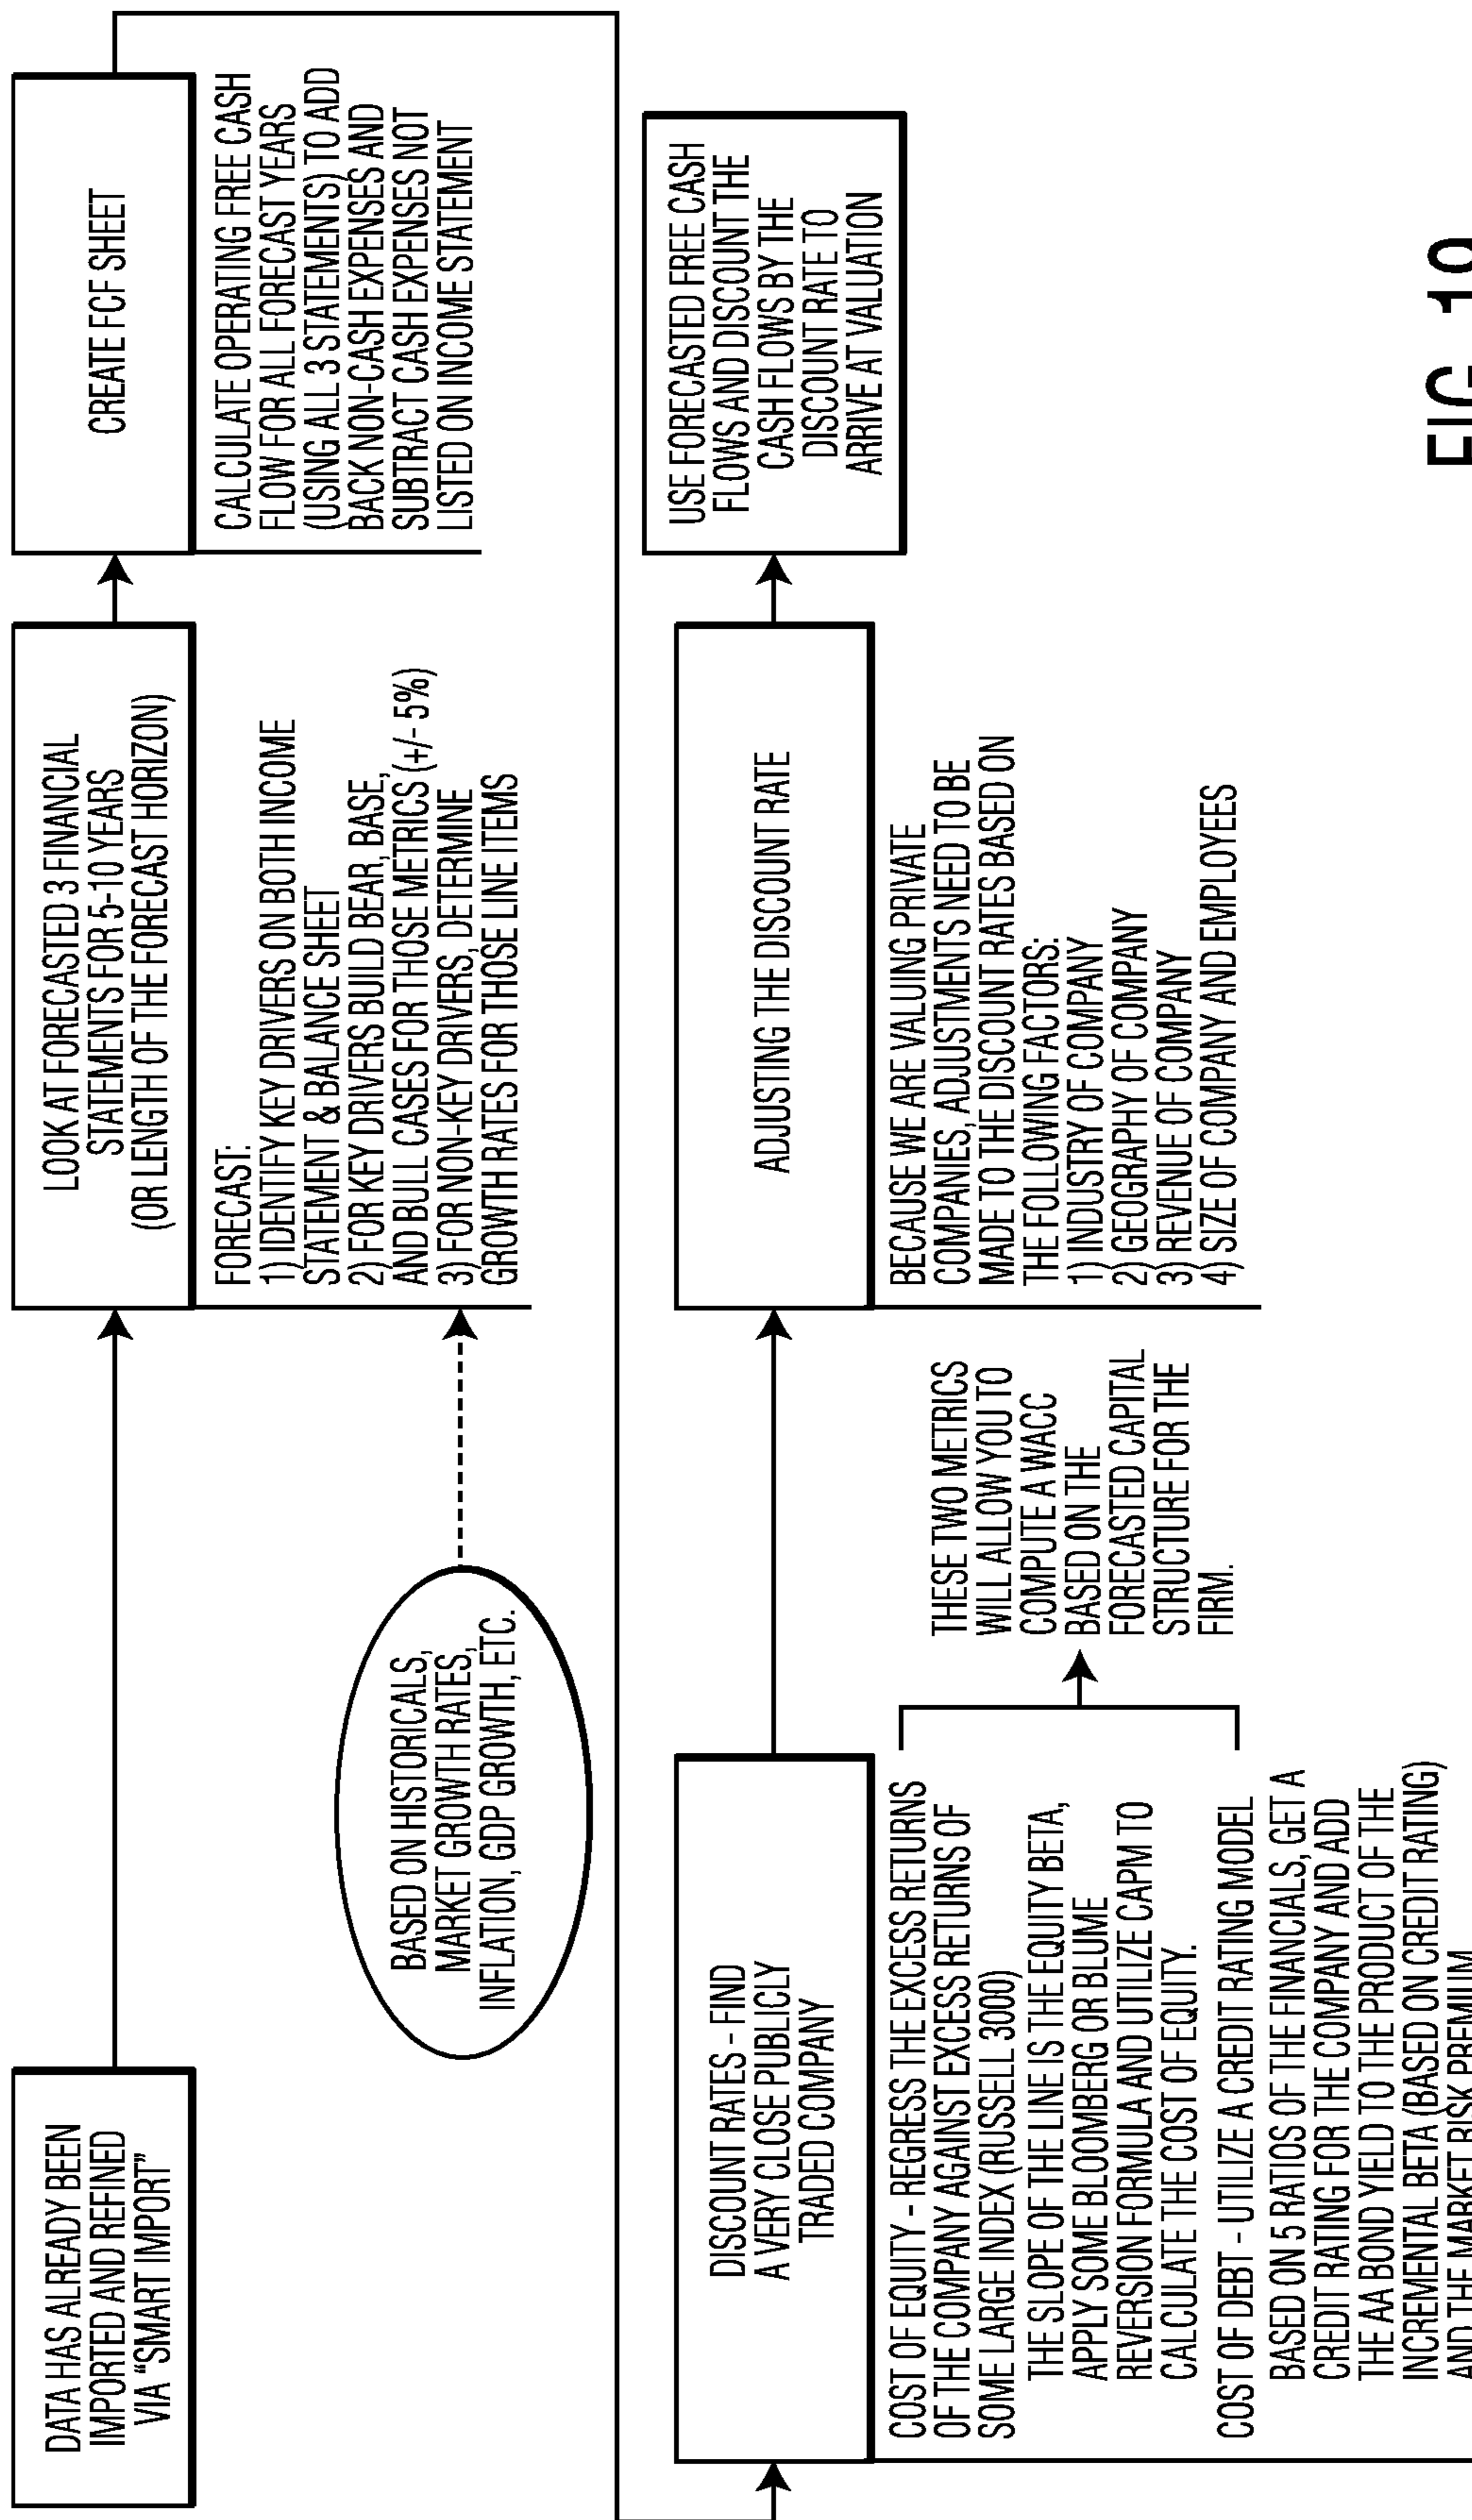 DATA HAS ALREADY BEEN
IMPORTED AND REFINED
VIA "SMART IMPORT"
LOOK AT FORECASTED 3 FINANCIAL
STATEMENTS FOR 5-10 YEARS
(OR LENGTH OF THE FORECAST HORIZON)
FORECAST:
1) IDENTIFY KEY DRIVERS ON BOTH INCOME
STATEMENT & BALANCE SHEET
2) FOR KEY DRIVERS BUILD BEAR, BASE,
AND BULL CASES FOR THOSE METRICS (+/- 5%)
3) FOR NON-KEY DRIVERS, DETERMINE
GROWTH RATES FOR THOSE LINE ITEMS
BASED ON HISTORICALS,
MARKET GROWTH RATES,
INFLATION, GDP GROWTH, ETC.
CREATE FCF SHEET
CALCULATE OPERATING FREE CASH
FLOW FOR ALL FORECAST YEARS
(USING ALL 3 STATEMENTS) TO ADD
BACK NON-CASH EXPENSES AND
SUBTRACT CASH EXPENSES NOT
LISTED ON INCOME STATEMENT
DISCOUNT RATES - FIND
A VERY CLOSE PUBLICLY
TRADED COMPANY
COST OF EQUITY - REGRESS THE EXCESS RETURNS
OF THE COMPANY AGAINST EXCESS RETURNS OF
SOME LARGE INDEX (RUSSELL 3000)
THE SLOPE OF THE LINE IS THE EQUITY BETA,
APPLY SOME BLOOMBERG OR BLUME
REVERSION FORMULA AND UTILIZE CAPM TO
CALCULATE THE COST OF EQUITY.
COST OF DEBT - UTILIZE A CREDIT RATING MODEL
BASED ON 5 RATIOS OF THE FINANCIALS, GET A
CREDIT RATING FOR THE COMPANY AND ADD
THE AA BOND YIELD TO THE PRODUCT OF THE
INCREMENTAL BETA (BASED ON CREDIT RATING)
AND THE MARKET RISK PREMIUM
THESE TWO METRICS
WILL ALLOW YOU TO
COMPUTE A WACC
BASED ON THE
FORECASTED CAPITAL
STRUCTURE FOR THE
FIRM.
ADJUSTING THE DISCOUNT RATE
BECAUSE WE ARE VALUING PRIVATE
COMPANIES, ADJUSTMENTS NEED TO BE
MADE TO THE DISCOUNT RATES BASED ON
THE FOLLOWING FACTORS:
1) INDUSTRY OF COMPANY
2) GEOGRAPHY OF COMPANY
3) REVENUE OF COMPANY
4) SIZE OF COMPANY AND EMPLOYEES
USE FORECASTED FREE CASH
FLOWS AND DISCOUNT THE
CASH FLOWS BY THE
DISCOUNT RATE TO
ARRIVE AT VALUATION